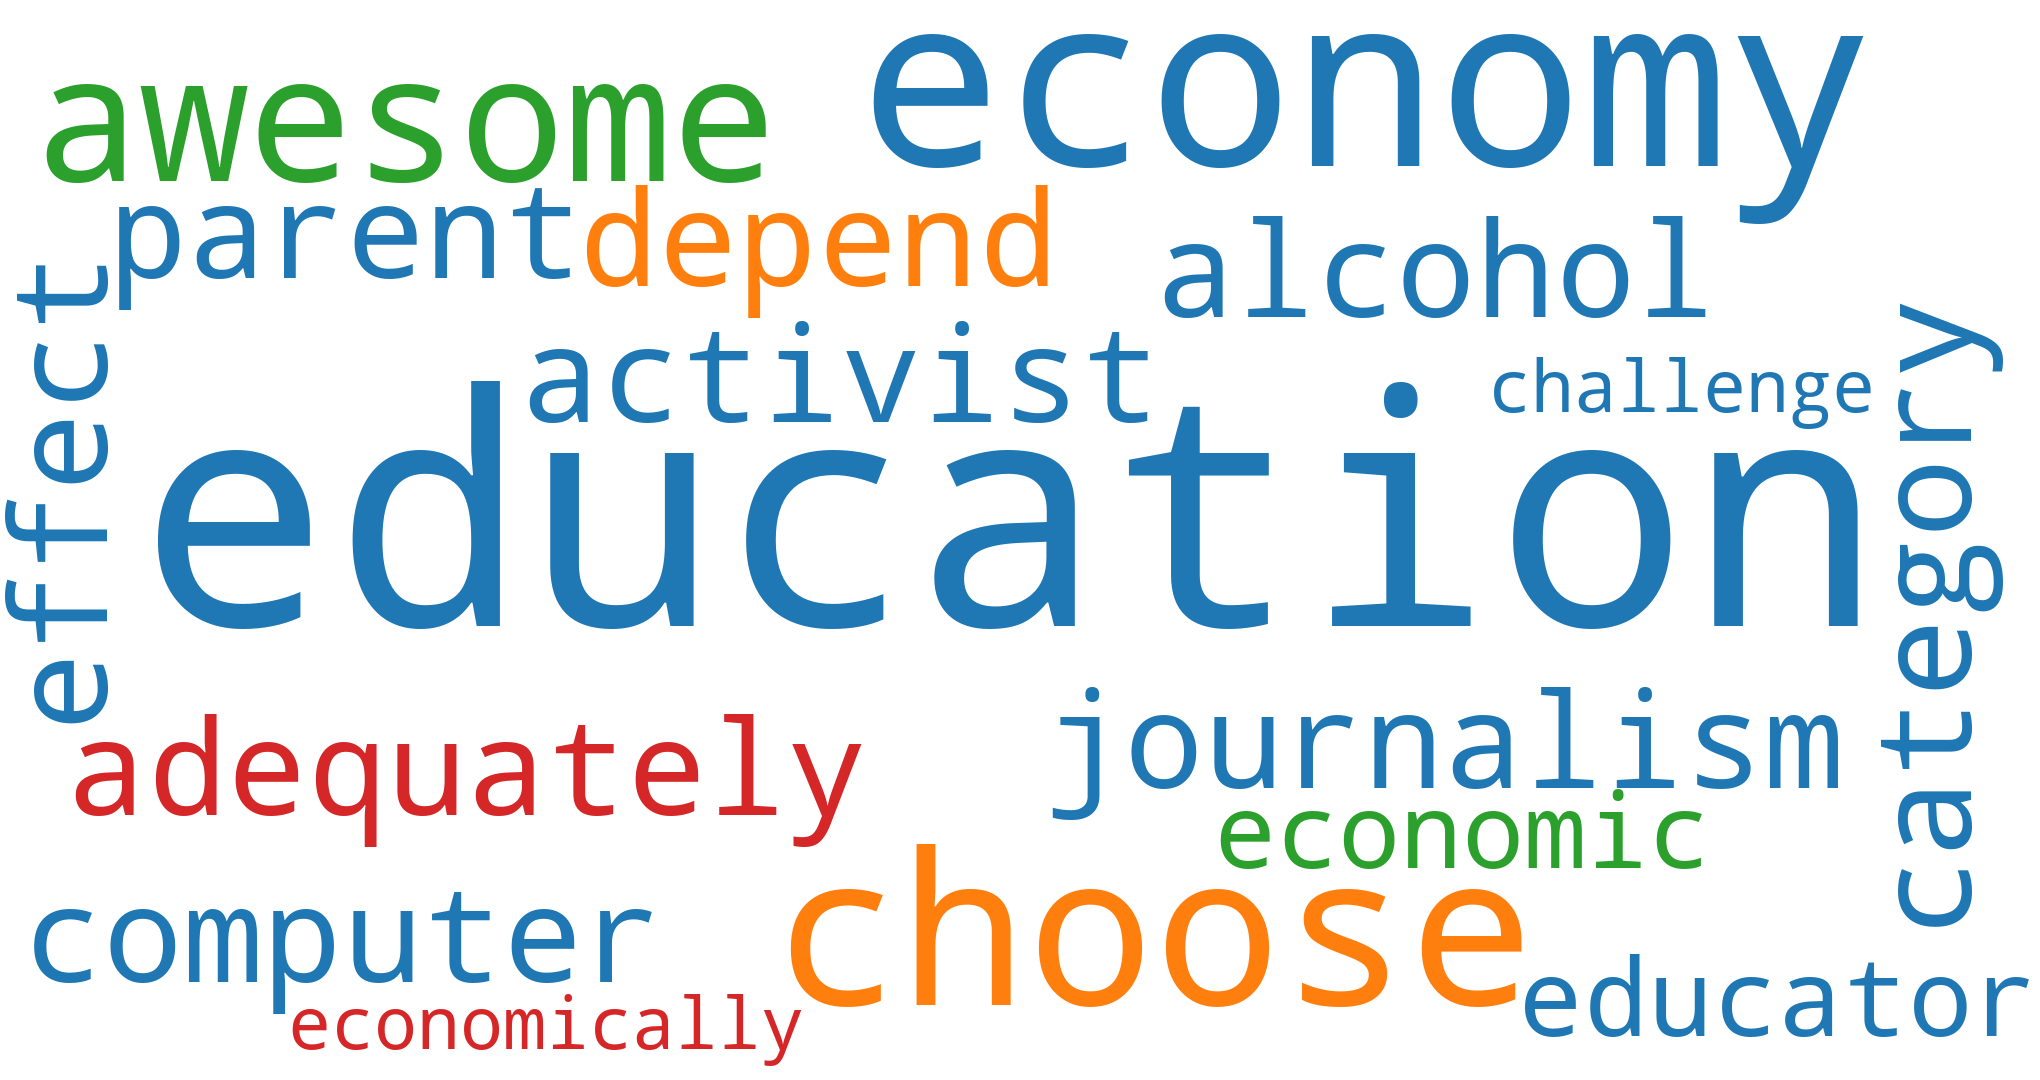 economy
awesome
parent
depend
alcohol
effect
activist
challenge
category
education
adequately
journalism
economic
computer
choose
educator
economically